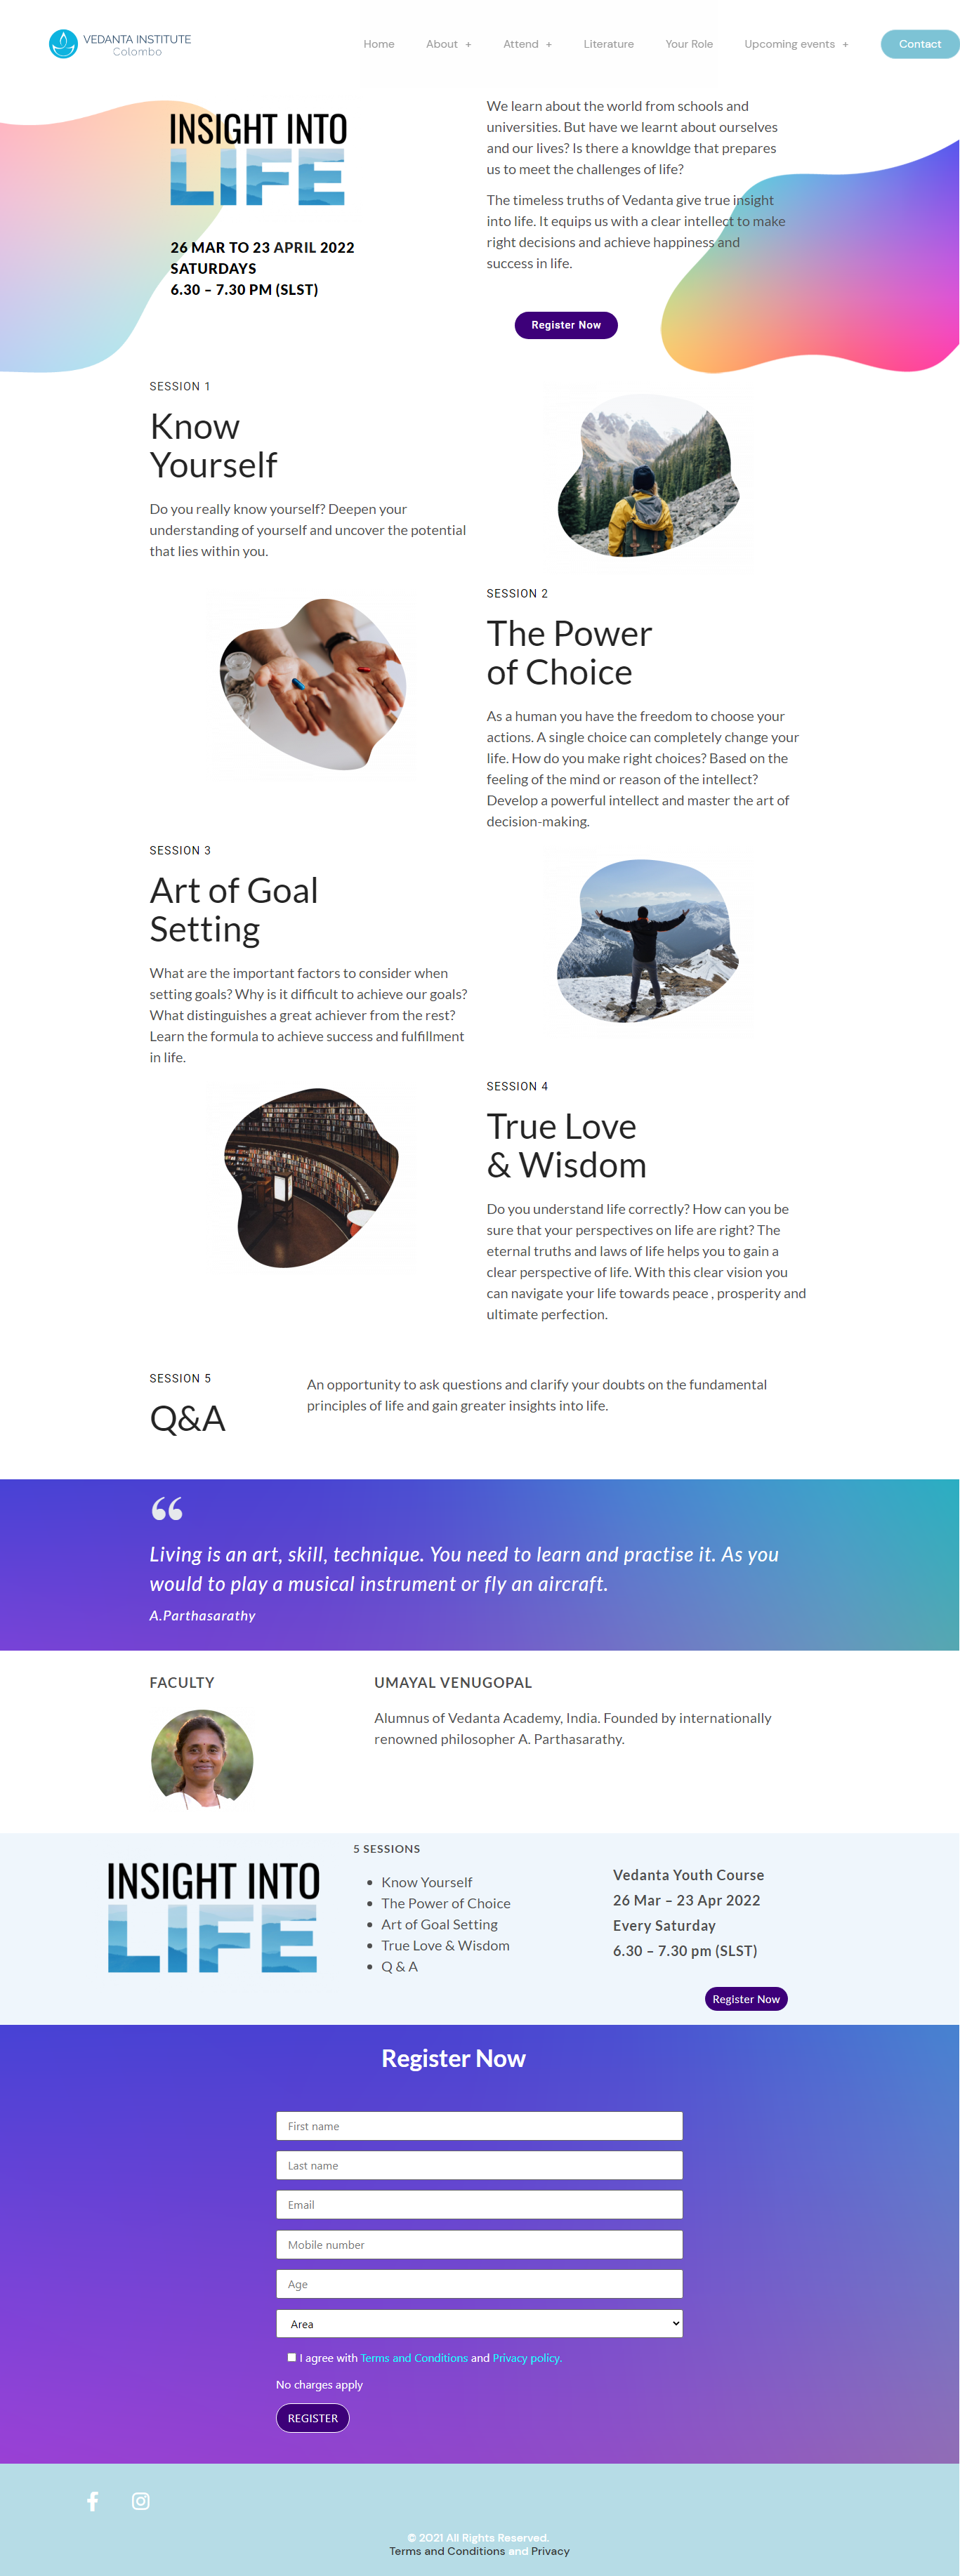 VEDANTA INSTITUTE
Colombo
Home
About +
Attend +
Literature
Your Role
Upcoming events +
Contact
INSIGHT INTO
LIFE
26 MAR TO 23 APRIL 2022
SATURDAYS
6.30 – 7.30 PM (SLST)
We learn about the world from schools and
universities. But have we learnt about ourselves
and our lives? Is there a knowldge that prepares
us to meet the challenges of life?
The timeless truths of Vedanta give true insight
into life. It equips us with a clear intellect to make
right decisions and achieve happiness and
success in life.
Register Now
SESSION 1
Know
Yourself
Do you really know yourself? Deepen your
understanding of yourself and uncover the potential
that lies within you.
SESSION 2
The Power
of Choice
As a human you have the freedom to choose your
actions. A single choice can completely change your
life. How do you make right choices? Based on the
feeling of the mind or reason of the intellect?
Develop a powerful intellect and master the art of
decision-making.
SESSION 3
Art of Goal
Setting
What are the important factors to consider when
setting goals? Why is it difficult to achieve our goals?
What distinguishes a great achiever from the rest?
Learn the formula to achieve success and fulfillment
in life.
SESSION 4
True Love
& Wisdom
Do you understand life correctly? How can you be
sure that your perspectives on life are right? The
eternal truths and laws of life helps you to gain a
clear perspective of life. With this clear vision you
can navigate your life towards peace , prosperity and
ultimate perfection.
SESSION 5
Q&A
An opportunity to ask questions and clarify your doubts on the fundamental
principles of life and gain greater insights into life.
“
Living is an art, skill, technique. You need to learn and practise it. As you
would to play a musical instrument or fly an aircraft.
A.Parthasarathy
FACULTY
UMAYAL VENUGOPAL
Alumnus of Vedanta Academy, India. Founded by internationally
renowned philosopher A. Parthasarathy.
INSIGHT INTO
LIFE
5 SESSIONS
• Know Yourself
• The Power of Choice
• Art of Goal Setting
• True Love & Wisdom
• Q & A
Vedanta Youth Course
26 Mar – 23 Apr 2022
Every Saturday
6.30 – 7.30 pm (SLST)
Register Now
Register Now
First name
Last name
Email
Mobile number
Age
Area
I agree with Terms and Conditions and Privacy policy.
No charges apply
REGISTER
© 2021 All Rights Reserved.
Terms and Conditions and Privacy